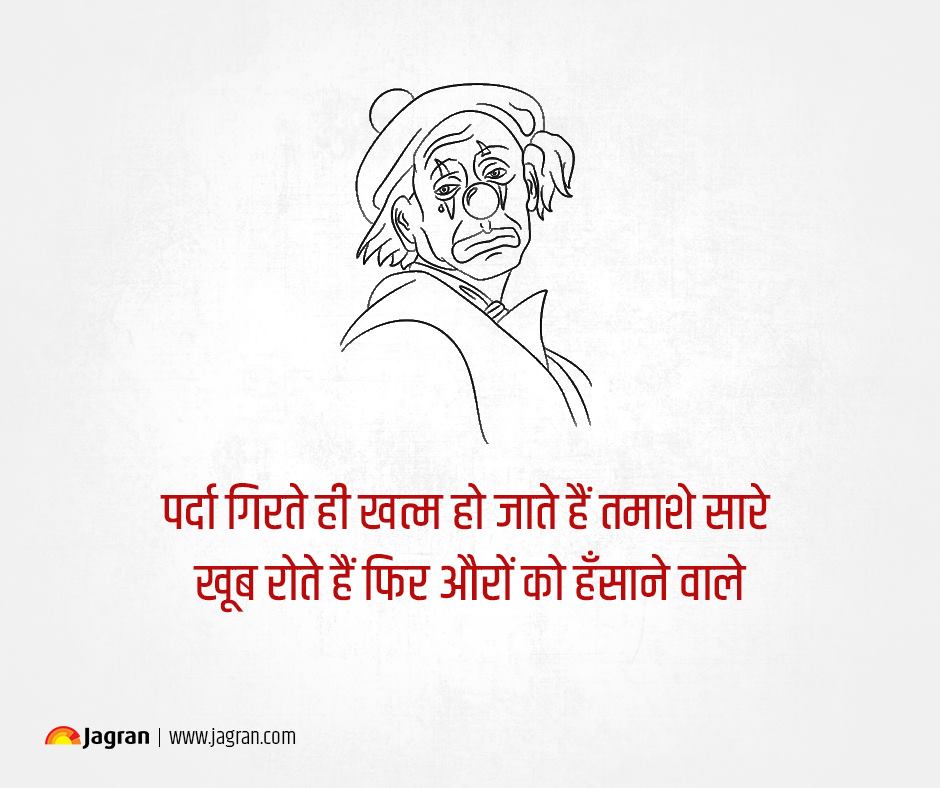 पर्दा गिरते ही खत्म हो जाते हैं तमाशे सारे
खूब रोते हैं फिर औरों को हँसाने वाले
Jagran | www.jagran.com